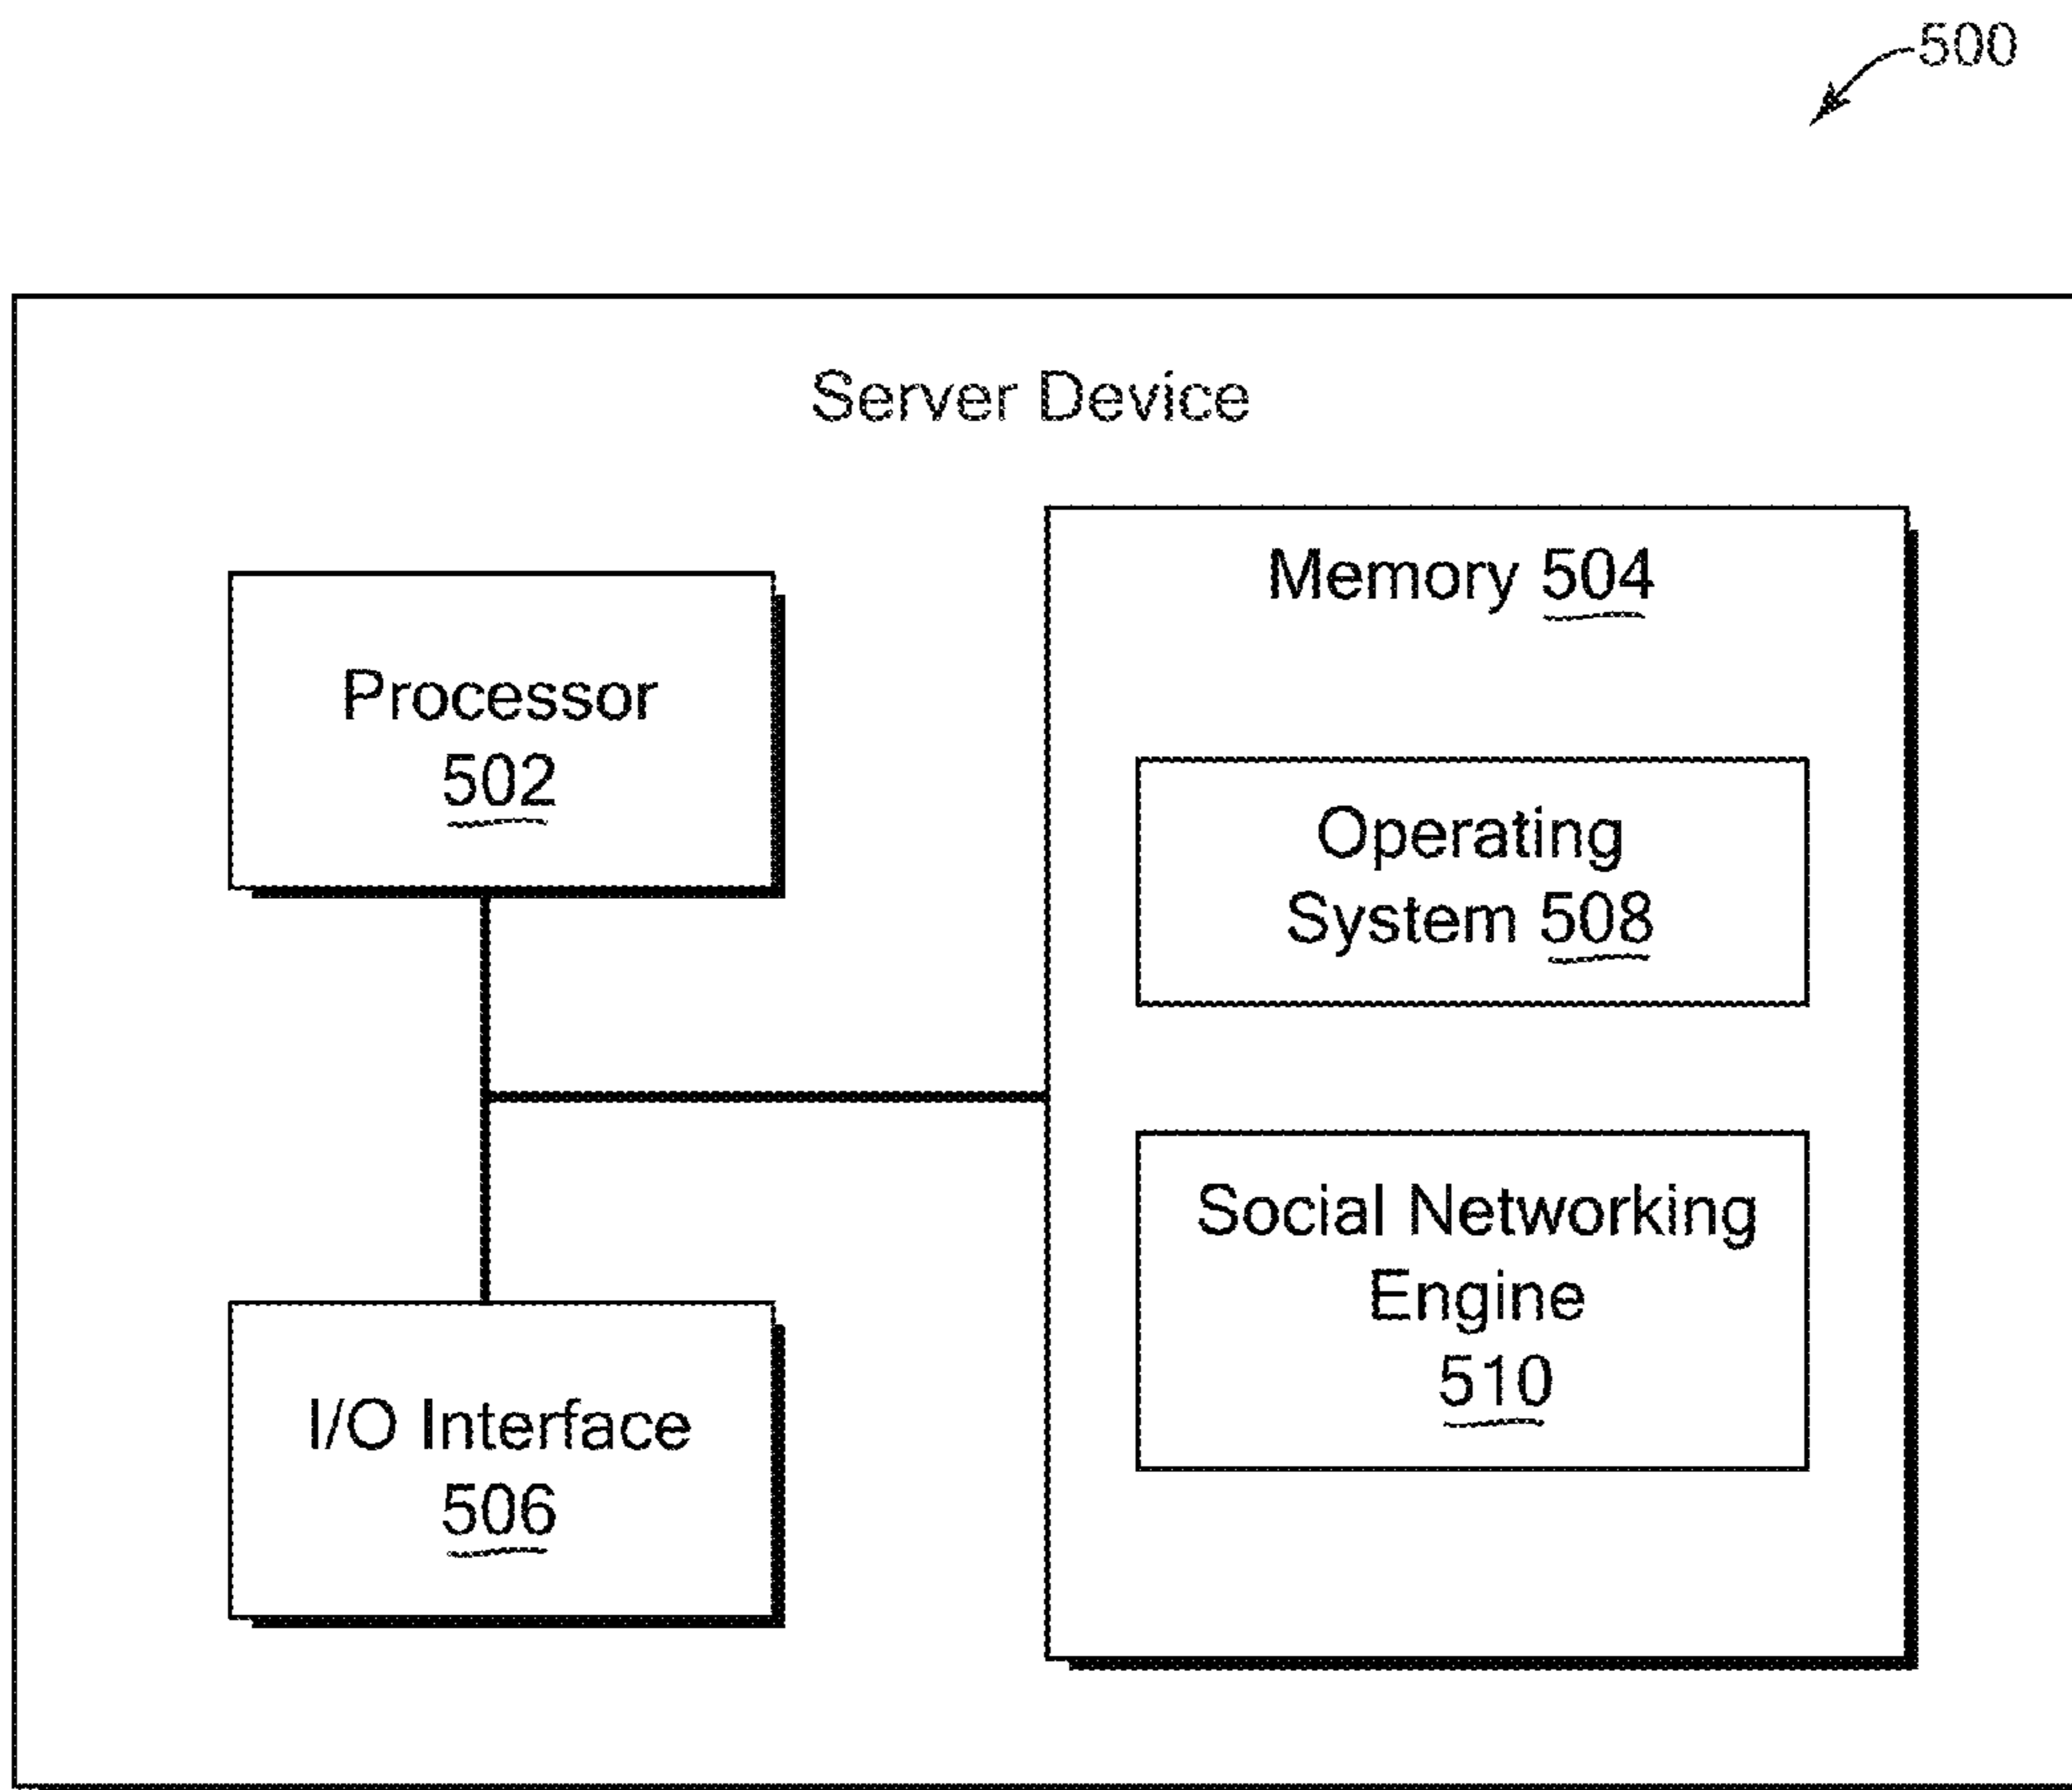 500
Server Device
Processor
502
I/O Interface
506
Memory 504
Operating
System 508
Social Networking
Engine
510